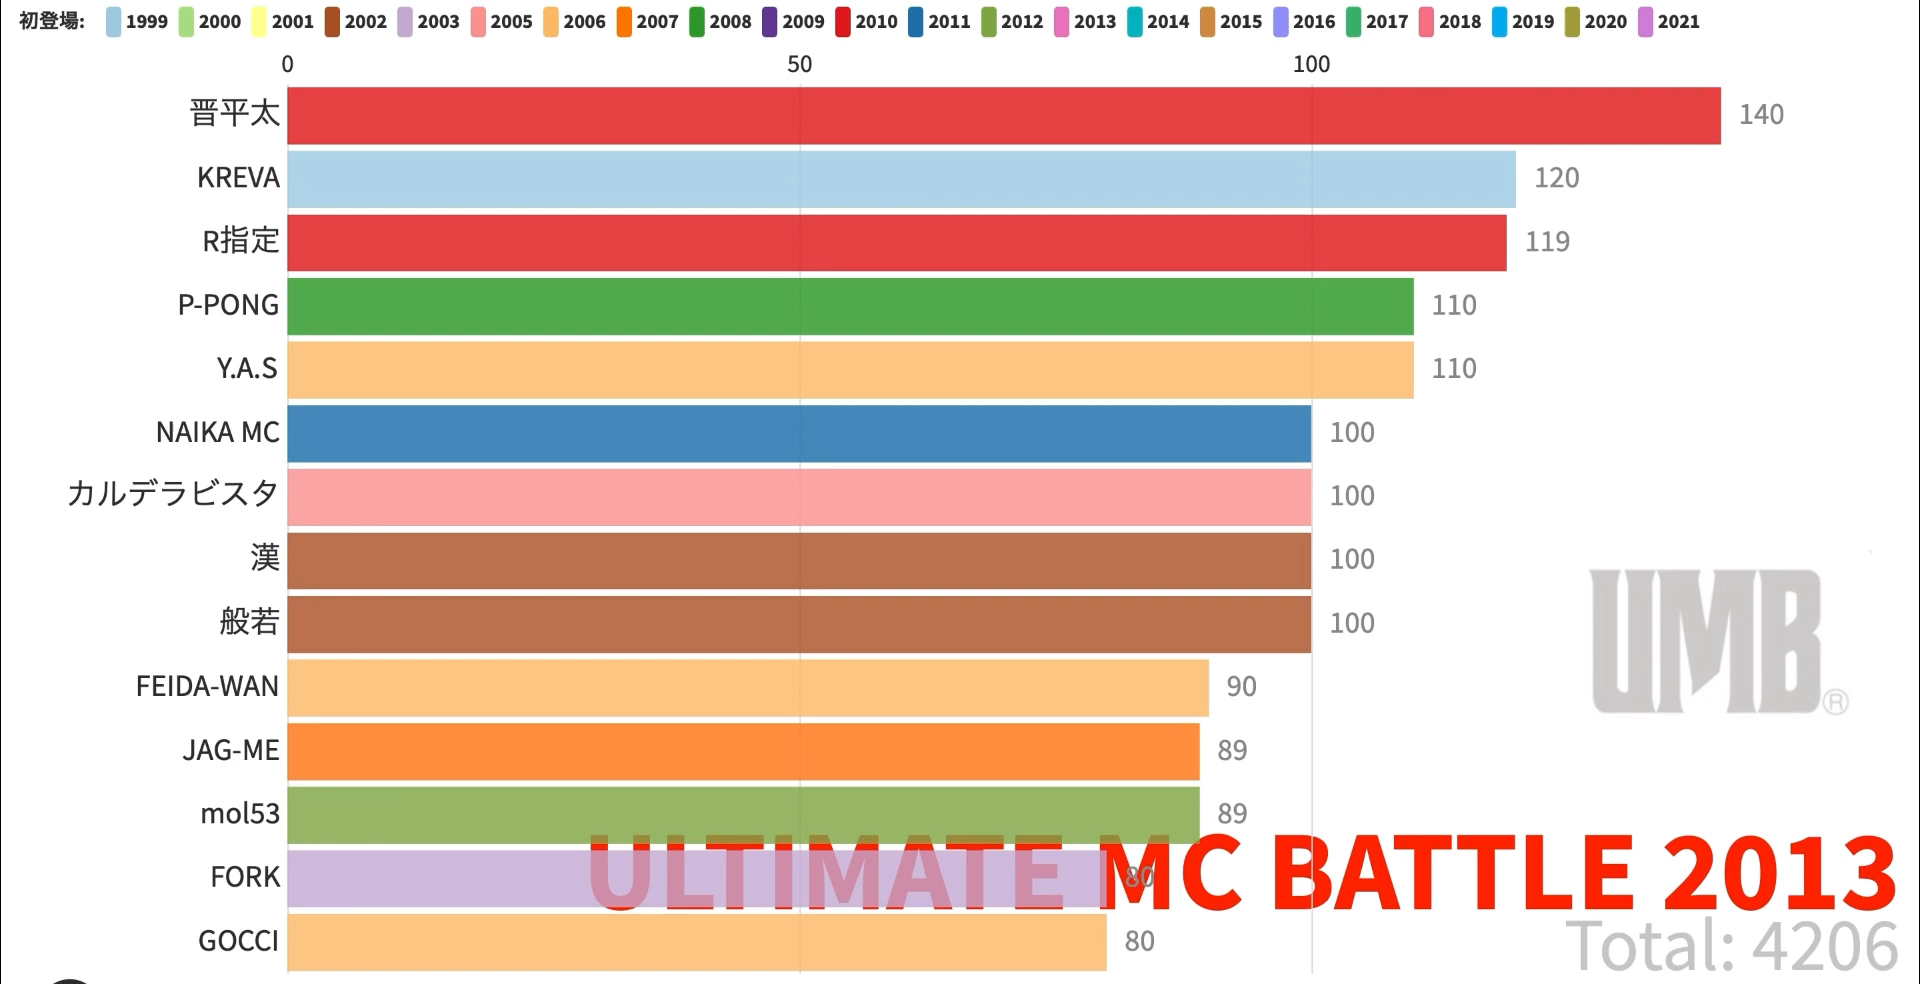 初登場: 1999 2000 2001 2002 2003 2005 2006 2007 2008 2009 2010 2011 2012 2013 2014 2015 2016 2017 2018 2019 2020 2021
0 50 100
晋平太 140
KREVA 120
R指定 119
P-PONG 110
Y.A.S 110
NAIKA MC 100
カルデラビスタ 100
漢 100
般若 100
UMB®
FEIDA-WAN 90
JAG-ME 89
mol53 89
FORK 80
ULTIMATE MC BATTLE 2013
GOCCI 80
Total: 4206